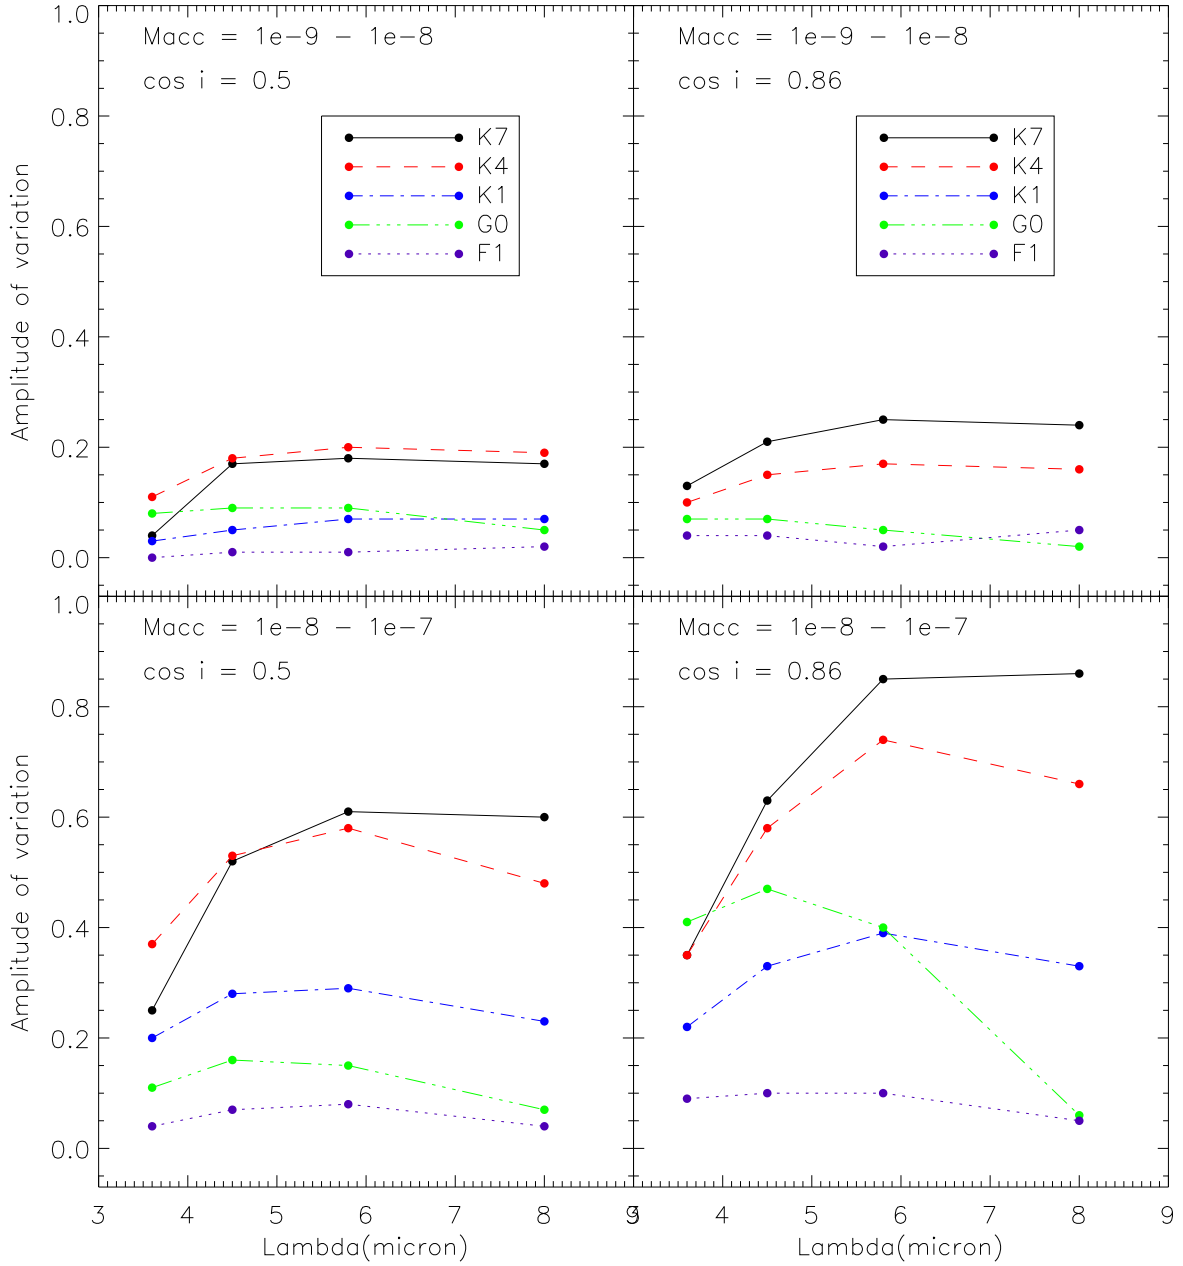 Macc = 1e-9 - 1e-8
cos i = 0.5
K7
K4
K1
G0
F1
1.0
0.8
0.6
0.4
0.2
0.0
Amplitude of variation
Macc = 1e-9 - 1e-8
cos i = 0.86
K7
K4
K1
G0
F1
Macc = 1e-8 - 1e-7
cos i = 0.5
1.0
0.8
0.6
0.4
0.2
0.0
Amplitude of variation
3 4 5 6 7 8 9
Lambda(micron)
Macc = 1e-8 - 1e-7
cos i = 0.86
3 4 5 6 7 8 9
Lambda(micron)